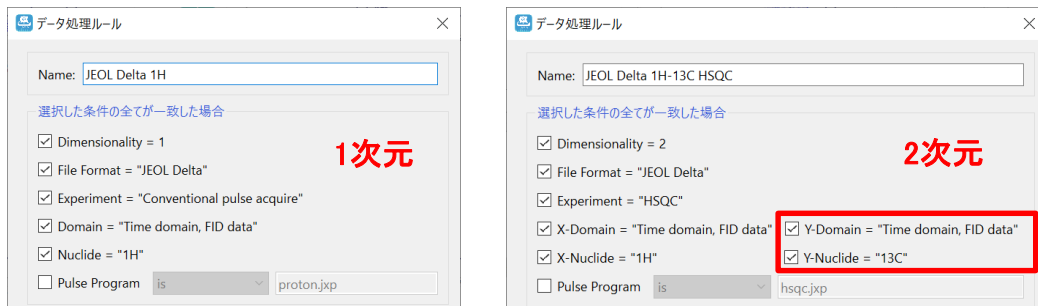 データ処理ルール
Name: JEOL Delta 1H
選択した条件の全てが一致した場合
Dimensionality = 1
File Format = "JEOL Delta"
Experiment = "Conventional pulse acquire"
Domain = "Time domain, FID data"
Nuclide = "1H"
Pulse Program is proton.jxp
1次元
データ処理ルール
Name: JEOL Delta 1H-13C HSQC
選択した条件の全てが一致した場合
Dimensionality = 2
File Format = "JEOL Delta"
Experiment = "HSQC"
X-Domain = "Time domain, FID data" Y-Domain = "Time domain, FID data"
X-Nuclide = "1H" Y-Nuclide = "13C"
Pulse Program is hsqc.jxp
2次元